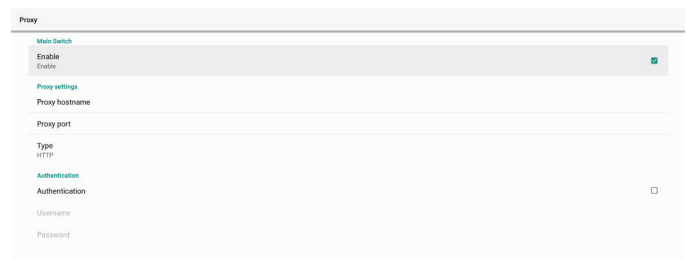 Proxy
Main Switch
Enable
Enable
Proxy settings
Proxy hostname
Proxy port
Type
HTTP
Authentication
Authentication
Username
Password